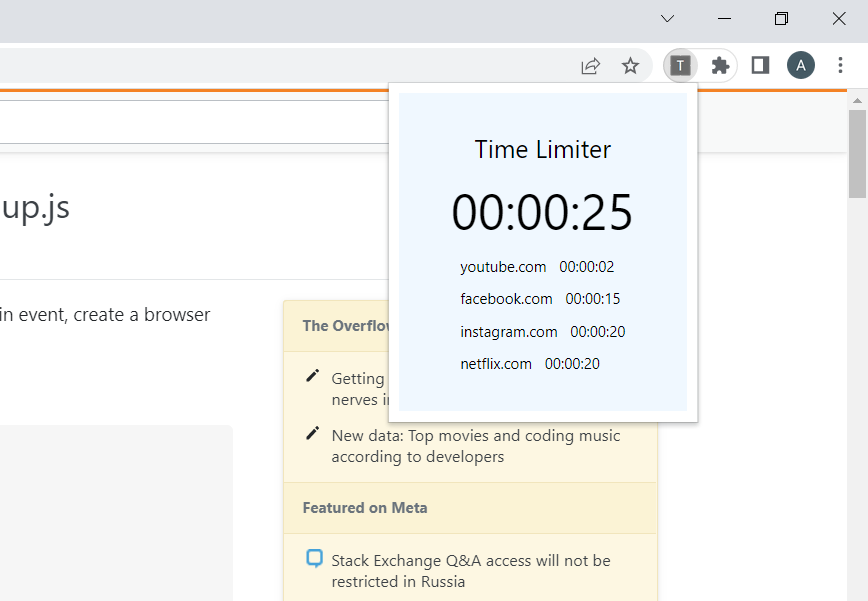 T
A
Time Limiter
00:00:25
youtube.com 00:00:02
facebook.com 00:00:15
instagram.com 00:00:20
netflix.com 00:00:20
up.js
in event, create a browser
The Overflo
Getting
nerves i
New data: Top movies and coding music
according to developers
Featured on Meta
Stack Exchange Q&A access will not be
restricted in Russia